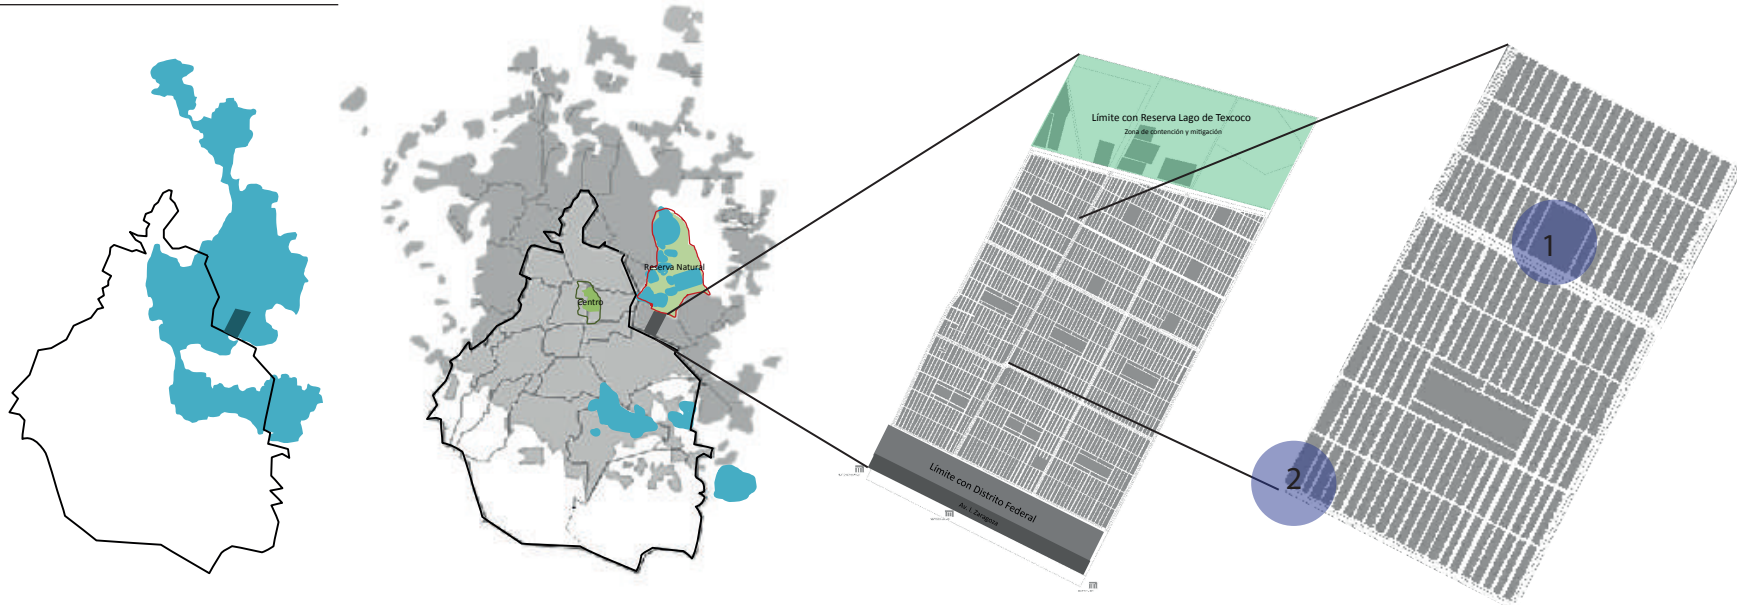 Reserva Natural
Centro
Límite con Reserva Lago de Texcoco
Zona de contención y mitigación
Límite con Distrito Federal
Av. I. Zaragoza
1
2